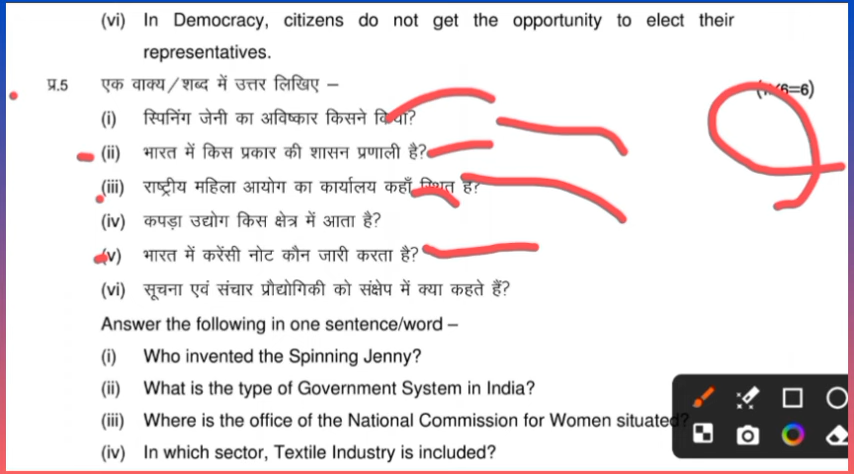 (vi) In Democracy, citizens do not get the opportunity to elect their
representatives.
प्र.5 एक वाक्य/शब्द में उत्तर लिखिए – 6=6)
(i) स्पिनिंग जेनी का अविष्कार किसने
(ii) भारत में किस प्रकार की शासन प्रणाली है?
(iii) राष्ट्रीय महिला आयोग का कार्यालय कहाँ है?
(iv) कपड़ा उद्योग किस क्षेत्र में आता है?
(v) भारत में करेंसी नोट कौन जारी करता है?
(vi) सूचना एवं संचार प्रौद्योगिकी को संक्षेप में क्या कहते हैं?
Answer the following in one sentence/word –
(i) Who invented the Spinning Jenny?
(ii) What is the type of Government System in India?
(iii) Where is the office of the National Commission for Women situated?
(iv) In which sector, Textile Industry is included?